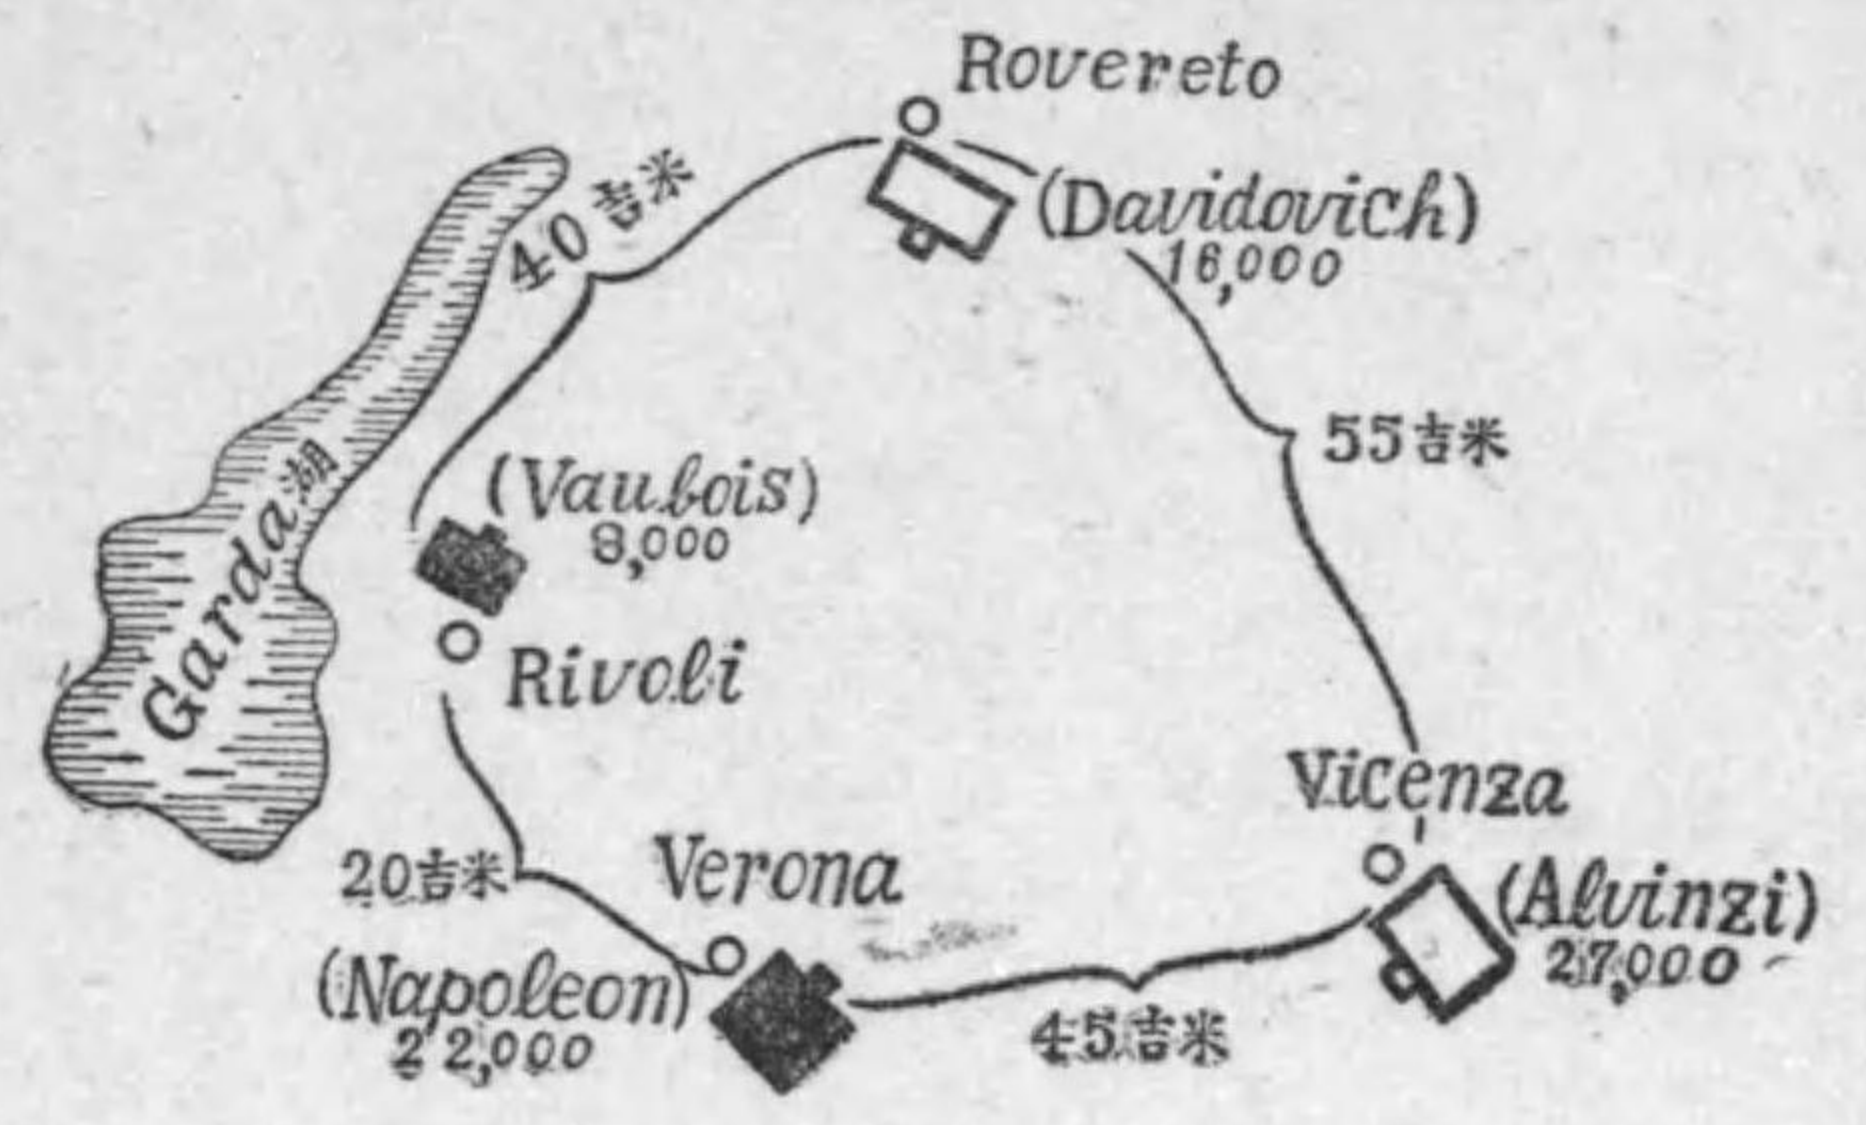 Rovereto
(Davidovich)
16,000
40吉米
55吉米
Garda湖
(Vaubois)
8,000
Rivoli
Vicenza
(Alvinzi)
27,000
20吉米
Verona
(Napoleon)
22,000
45吉米